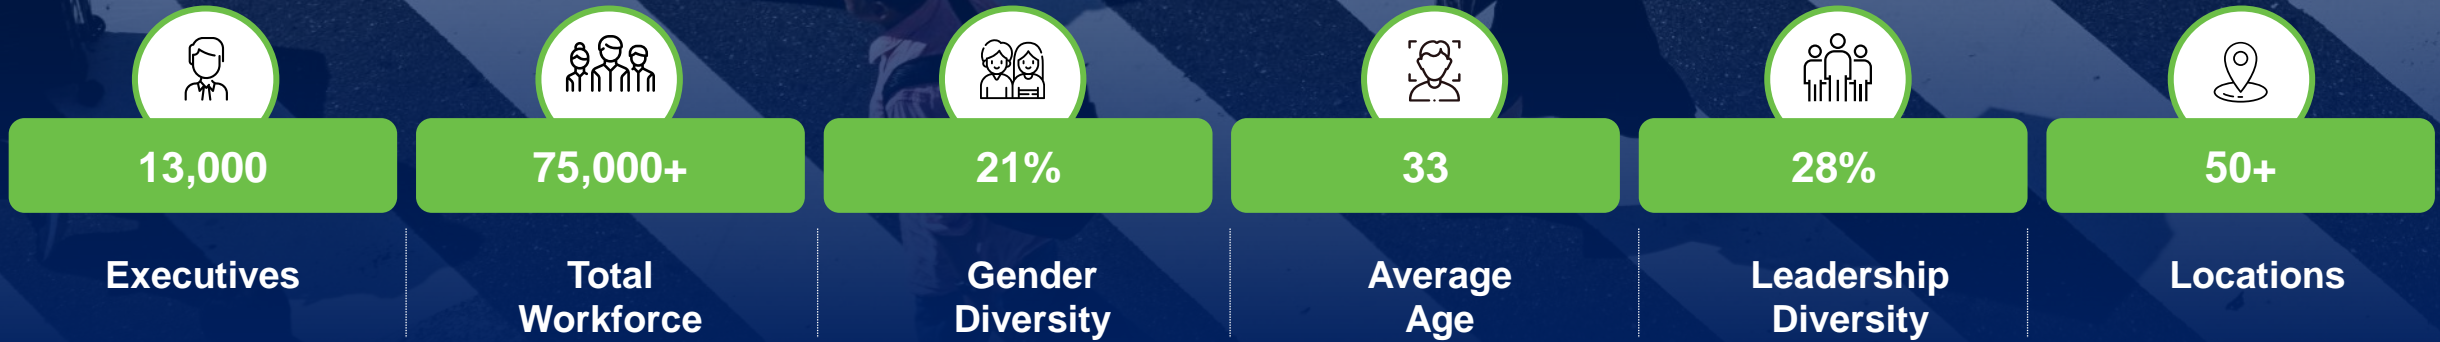 13,000
75,000+
21%
33
28%
50+
Executives
Total
Workforce
Gender
Diversity
Average
Age
Leadership
Diversity
Locations